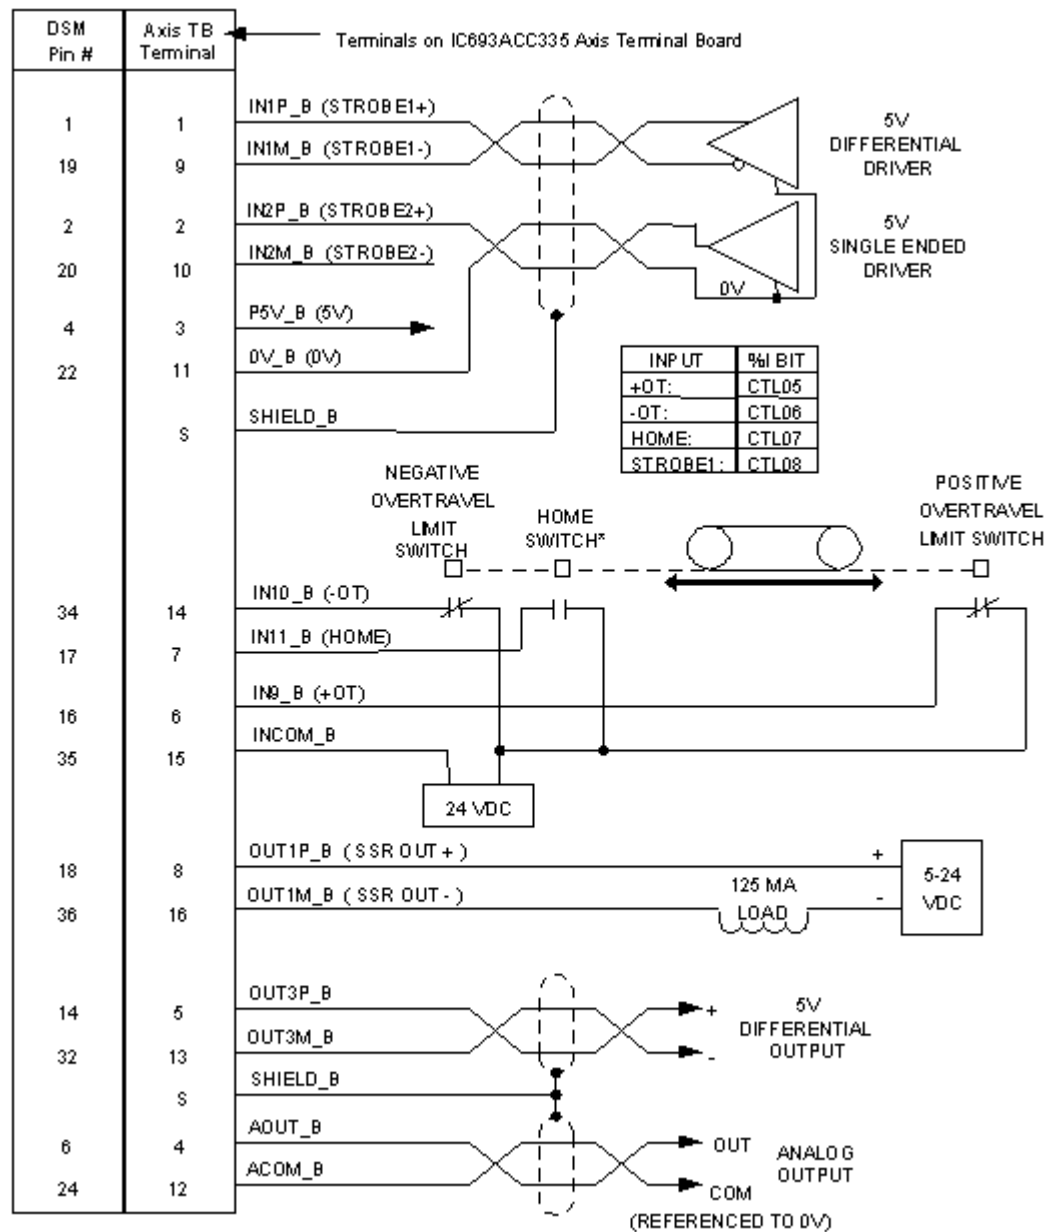 DSM Pin #
Axis TB Terminal
Terminals on IC693ACC335 Axis Terminal Board
1 1 IN1P_B (STROBE1+)
19 9 IN1M_B (STROBE1-)
5V
DIFFERENTIAL
DRIVER
2 2 IN2P_B (STROBE2+)
20 10 IN2M_B (STROBE2-)
5V
SINGLE ENDED
DRIVER
0V
4 3 P5V_B (5V)
22 11 0V_B (0V)
S SHIELD_B
INPUT %I BIT
+OT: CTL05
-OT: CTL06
HOME: CTL07
STROBE1: CTL08
NEGATIVE
OVERTRAVEL
LIMIT
SWITCH
HOME
SWITCH*
POSITIVE
OVERTRAVEL
LIMIT SWITCH
34 14 IN10_B (-OT)
17 7 IN11_B (HOME)
16 6 IN9_B (+OT)
35 15 INCOM_B
24 VDC
18 8 OUT1P_B ( SSR OUT + )
36 16 OUT1M_B ( SSR OUT - )
125 MA
LOAD
+
-
5-24
VDC
14 5 OUT3P_B
32 13 OUT3M_B
+
-
5V
DIFFERENTIAL
OUTPUT
S SHIELD_B
6 4 AOUT_B
24 12 ACOM_B
OUT
COM
ANALOG
OUTPUT
(REFERENCED TO 0V)